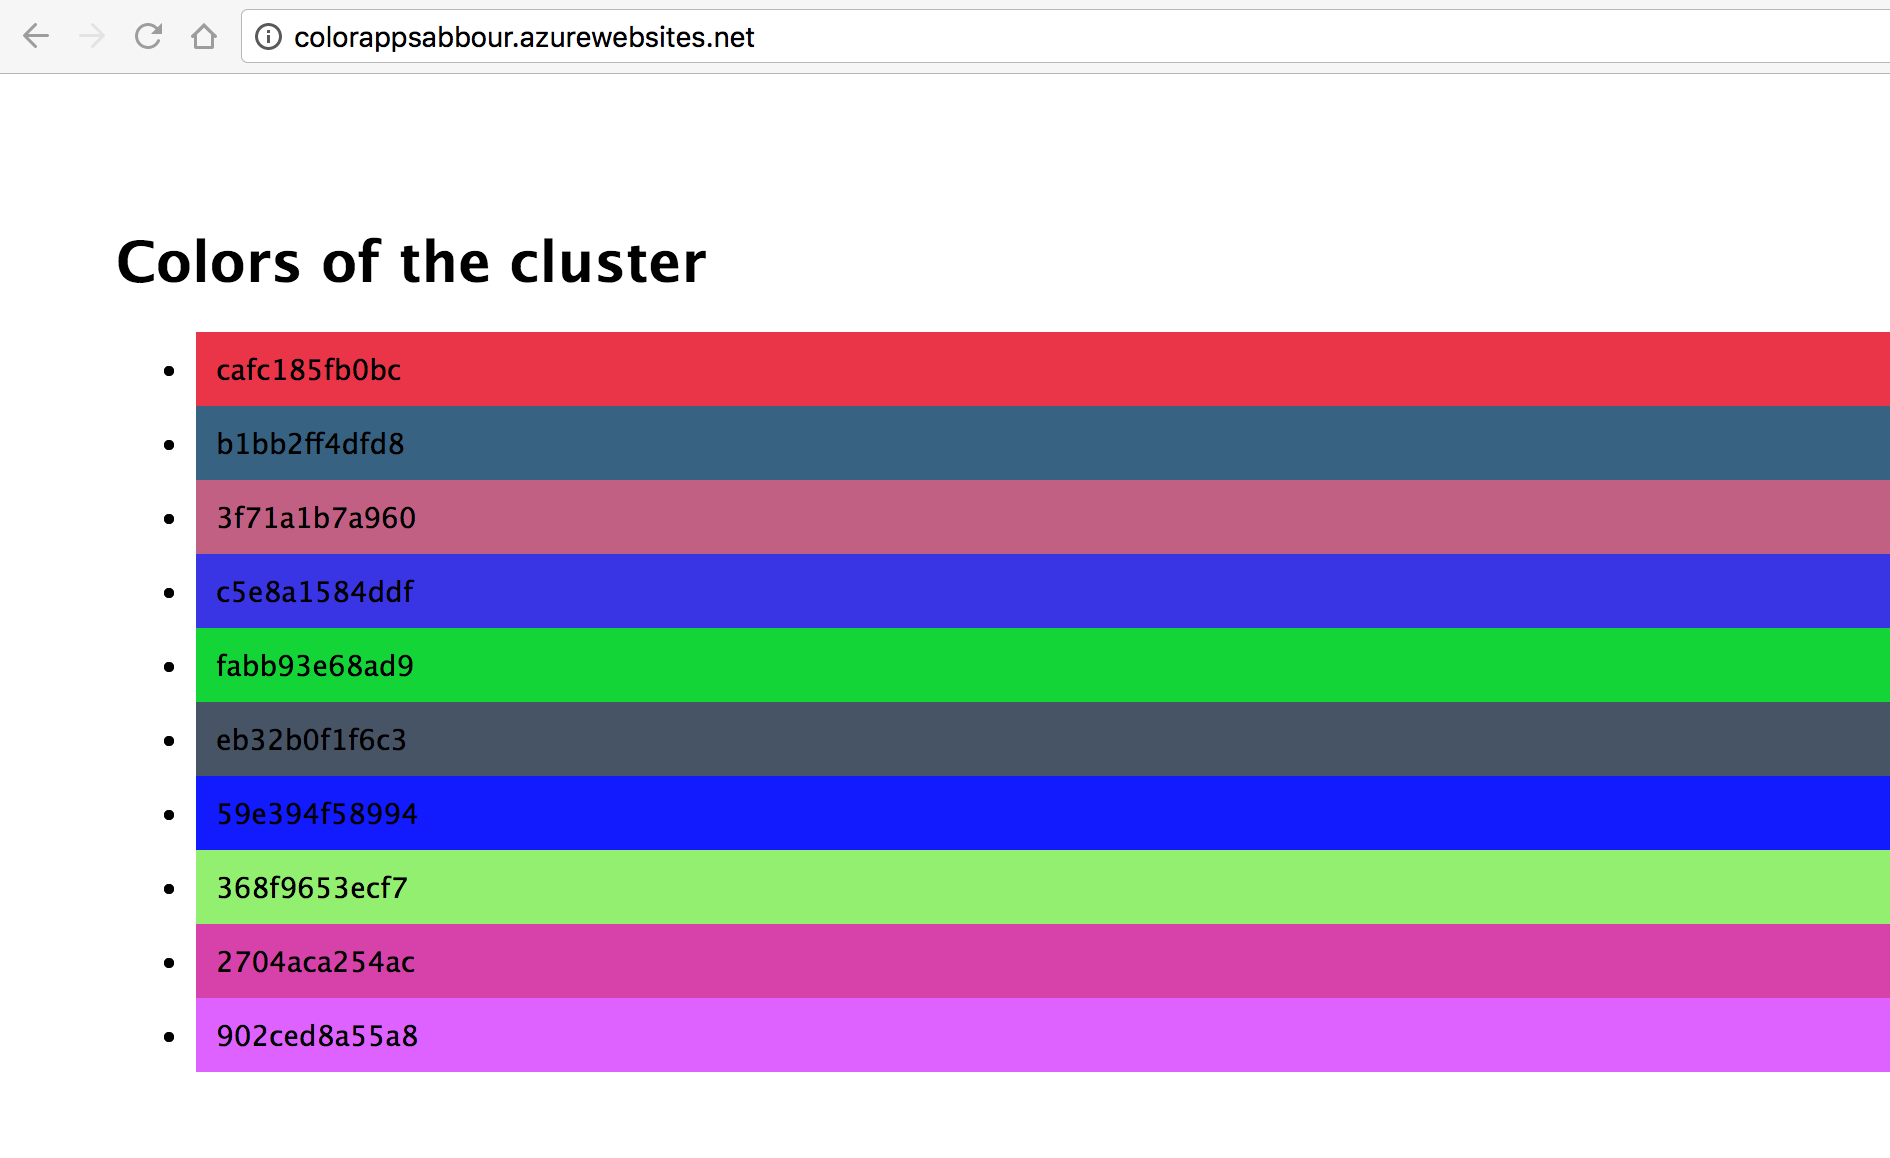 colorappsabbour.azurewebsites.net
Colors of the cluster
cafc185fb0bc
b1bb2ff4dfd8
3f71a1b7a960
c5e8a1584ddf
fabb93e68ad9
eb32b0f1f6c3
59e394f58994
368f9653ecf7
2704aca254ac
902ced8a55a8